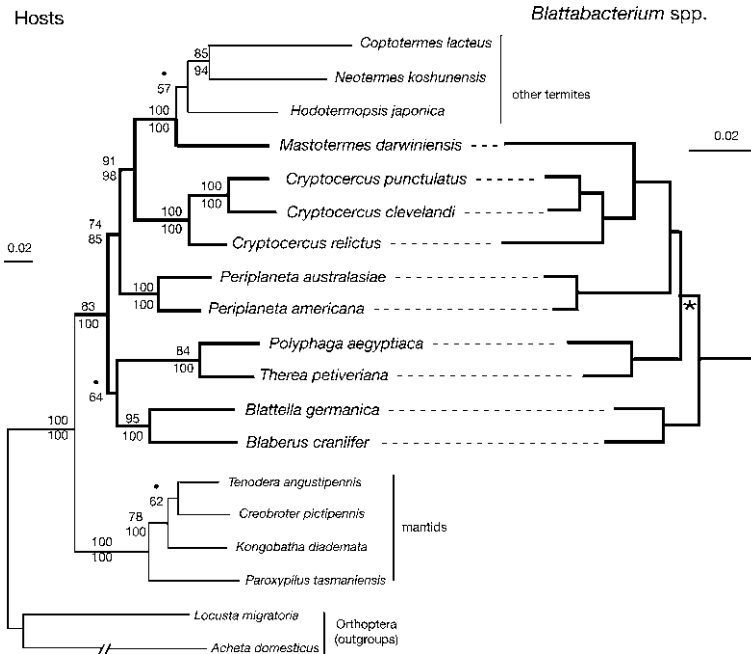 Hosts
Blattabacterium spp.
Coptotermes lacteus
85
94
Neotermes koshunensis
•
57
Hodotermopsis japonica
other termites
100
100
Mastotermes darwiniensis
0.02
91
98
Cryptocercus punctulatus
100
100
Cryptocercus clevelandi
100
100
Cryptocercus relictus
74
85
0.02
Periplaneta australasiae
100
100
Periplaneta americana
83
100
*
Polyphaga aegyptiaca
84
100
Therea petiveriana
•
64
Blattella germanica
95
100
Blaberus craniifer
100
100
Tenodera angustipennis
•
62
Creobroter pictipennis
78
100
mantids
Kongobatha diademata
100
100
Paroxypilus tasmaniensis
Locusta migratoria
Orthoptera
(outgroups)
Acheta domesticus